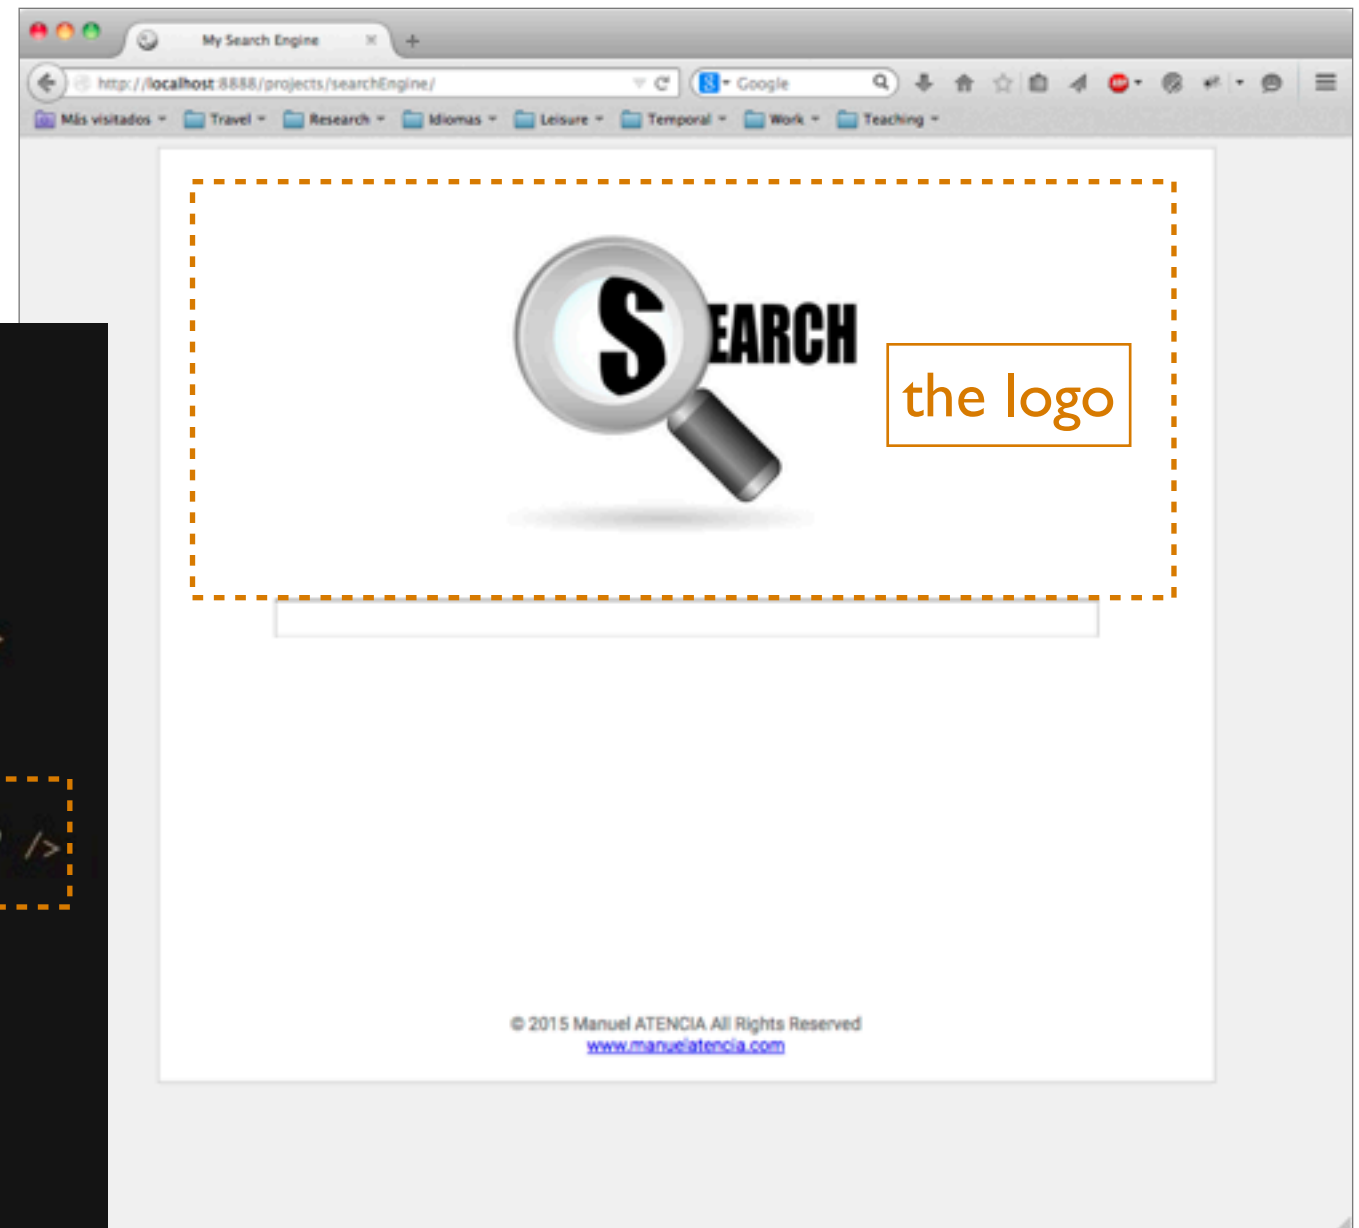 My Search Engine
http://localhost:8888/projects/searchEngine/
Google
Más visitados
Travel
Research
Idiomas
Leisure
Temporal
Work
Teaching
SEARCH
the logo
/>
© 2015 Manuel ATENCIA All Rights Reserved
www.manuelatencia.com